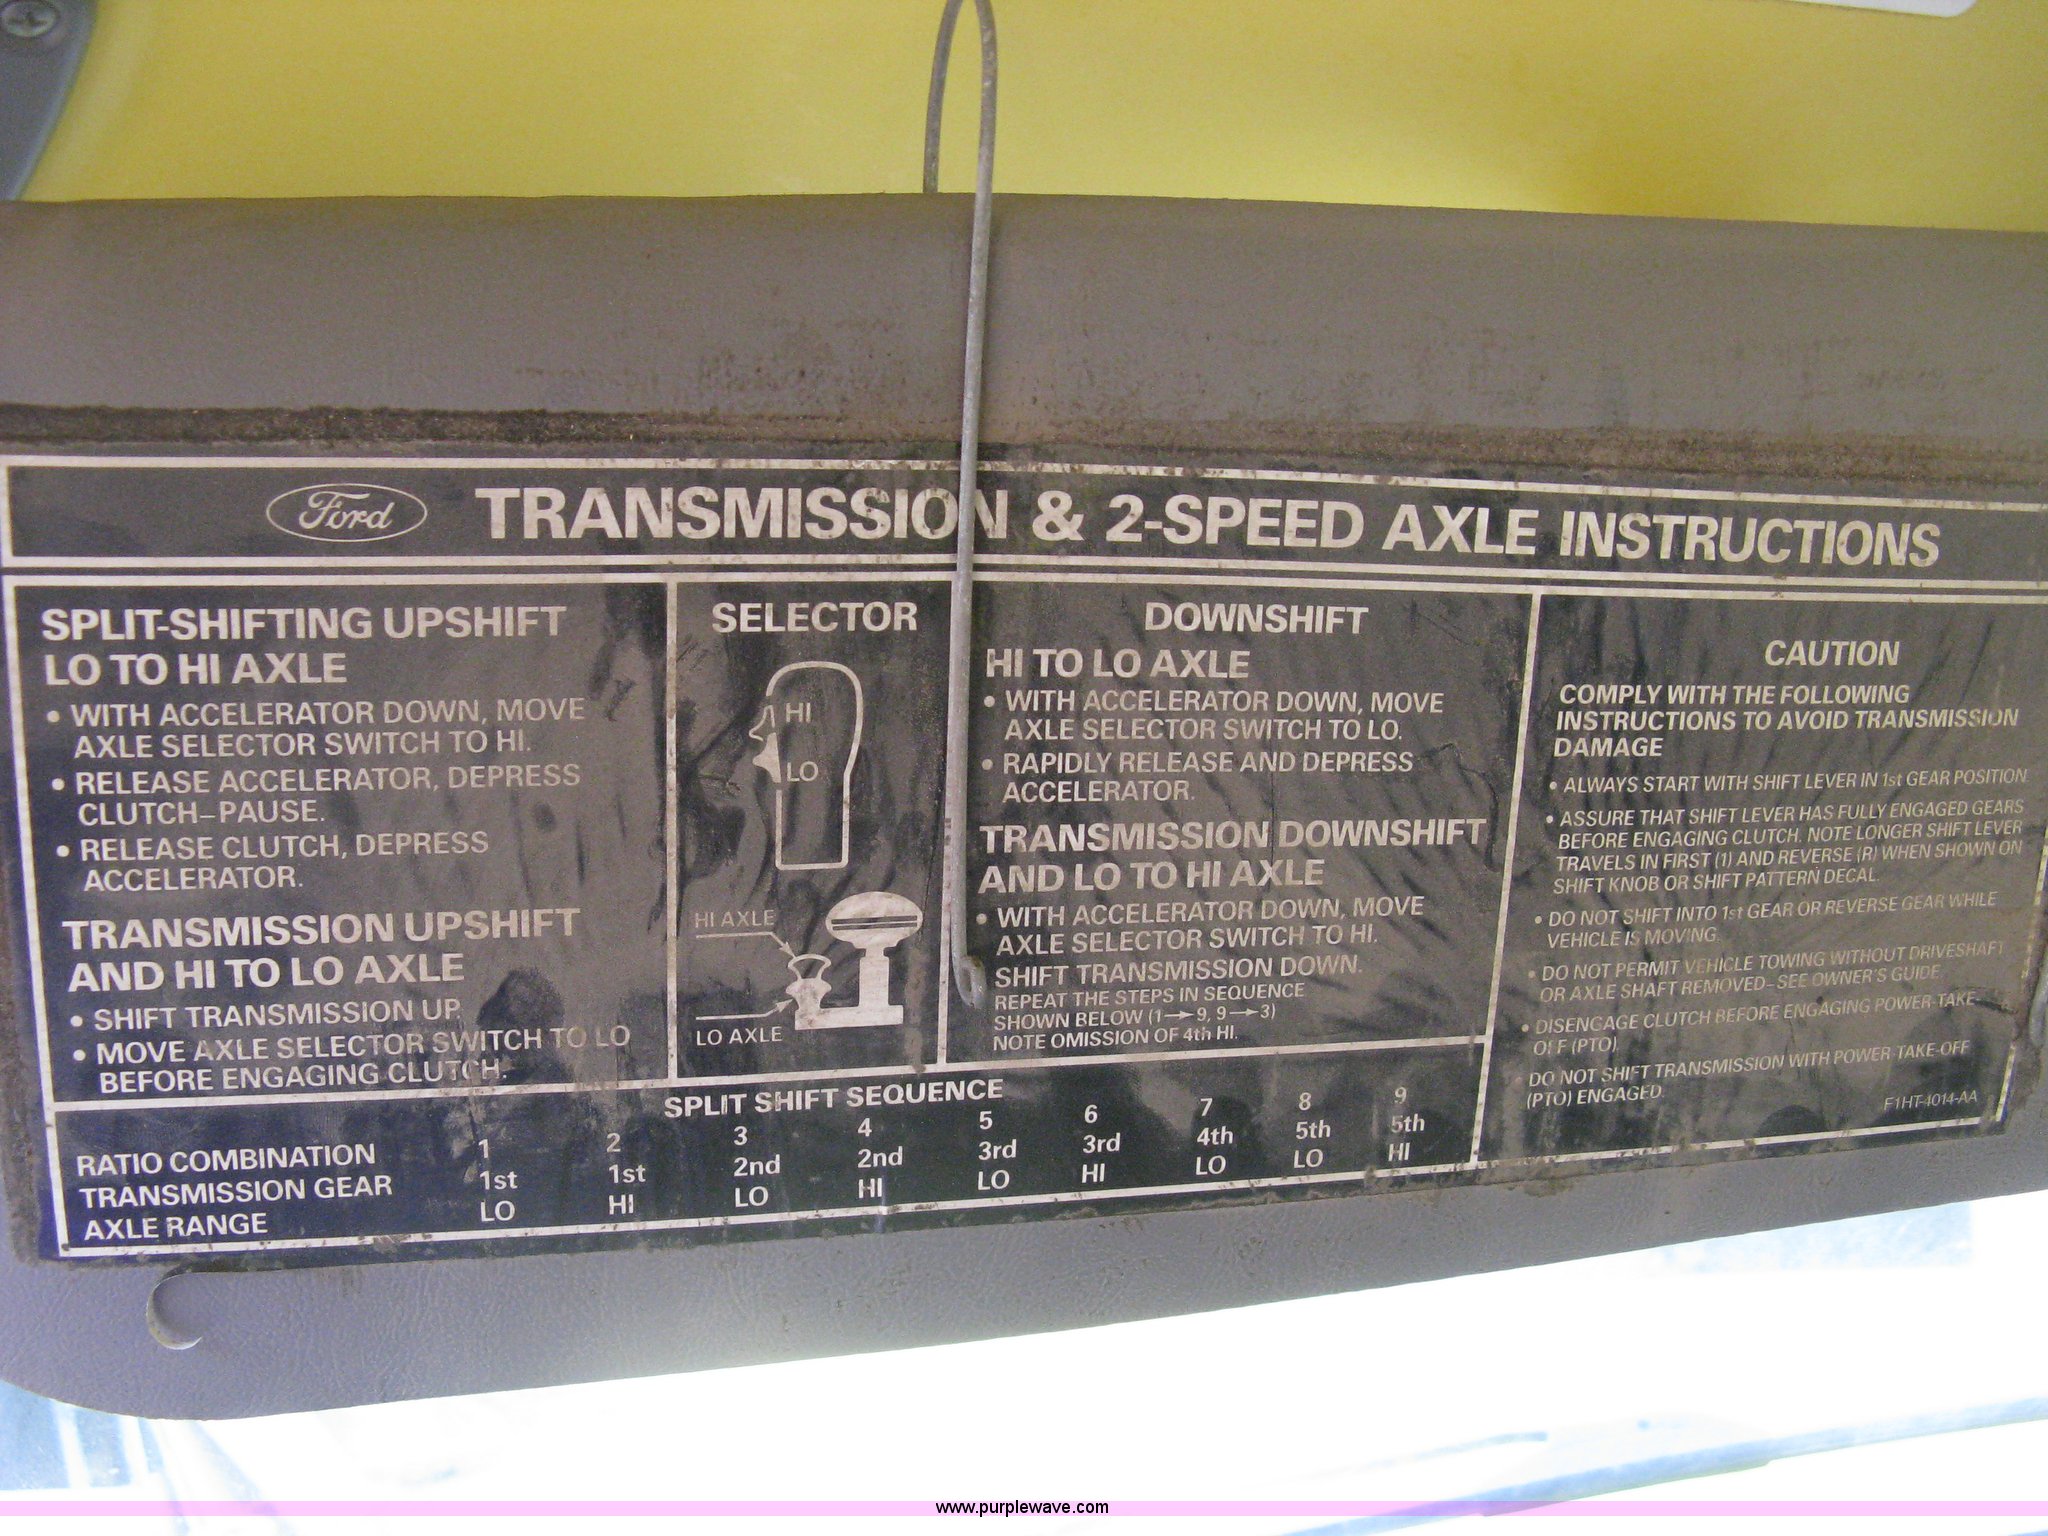 Ford TRANSMISSION & 2-SPEED AXLE INSTRUCTIONS
SPLIT-SHIFTING UPSHIFT
LO TO HI AXLE
• WITH ACCELERATOR DOWN, MOVE
AXLE SELECTOR SWITCH TO HI.
• RELEASE ACCELERATOR, DEPRESS
CLUTCH–PAUSE.
• RELEASE CLUTCH, DEPRESS
ACCELERATOR.
TRANSMISSION UPSHIFT
AND HI TO LO AXLE
• SHIFT TRANSMISSION UP.
• MOVE AXLE SELECTOR SWITCH TO LO
BEFORE ENGAGING CLUTCH.
SELECTOR
HI
LO
HI AXLE
LO AXLE
DOWNSHIFT
HI TO LO AXLE
• WITH ACCELERATOR DOWN, MOVE
AXLE SELECTOR SWITCH TO LO.
• RAPIDLY RELEASE AND DEPRESS
ACCELERATOR.
TRANSMISSION DOWNSHIFT
AND LO TO HI AXLE
• WITH ACCELERATOR DOWN, MOVE
AXLE SELECTOR SWITCH TO HI.
SHIFT TRANSMISSION DOWN.
REPEAT THE STEPS IN SEQUENCE
SHOWN BELOW (1→9, 9→3)
NOTE OMISSION OF 4th HI.
CAUTION
COMPLY WITH THE FOLLOWING
INSTRUCTIONS TO AVOID TRANSMISSION
DAMAGE
• ALWAYS START WITH SHIFT LEVER IN 1st GEAR POSITION.
• ASSURE THAT SHIFT LEVER HAS FULLY ENGAGED GEARS
BEFORE ENGAGING CLUTCH. NOTE LONGER SHIFT LEVER
TRAVELS IN FIRST (1) AND REVERSE (R) WHEN SHOWN ON
SHIFT KNOB OR SHIFT PATTERN DECAL.
• DO NOT SHIFT INTO 1st GEAR OR REVERSE GEAR WHILE
VEHICLE IS MOVING.
• DO NOT PERMIT VEHICLE TOWING WITHOUT DRIVESHAFT
OR AXLE SHAFT REMOVED–SEE OWNER'S GUIDE.
• DISENGAGE CLUTCH BEFORE ENGAGING POWER-TAKE-
OFF (PTO)
• DO NOT SHIFT TRANSMISSION WITH POWER-TAKE-OFF
(PTO) ENGAGED.
F1HT-4014-AA
SPLIT SHIFT SEQUENCE
RATIO COMBINATION 1 2 3 4 5 6 7 8 9
TRANSMISSION GEAR 1st 1st 2nd 2nd 3rd 3rd 4th 5th 5th
AXLE RANGE LO HI LO HI LO HI LO LO HI
www.purplewave.com